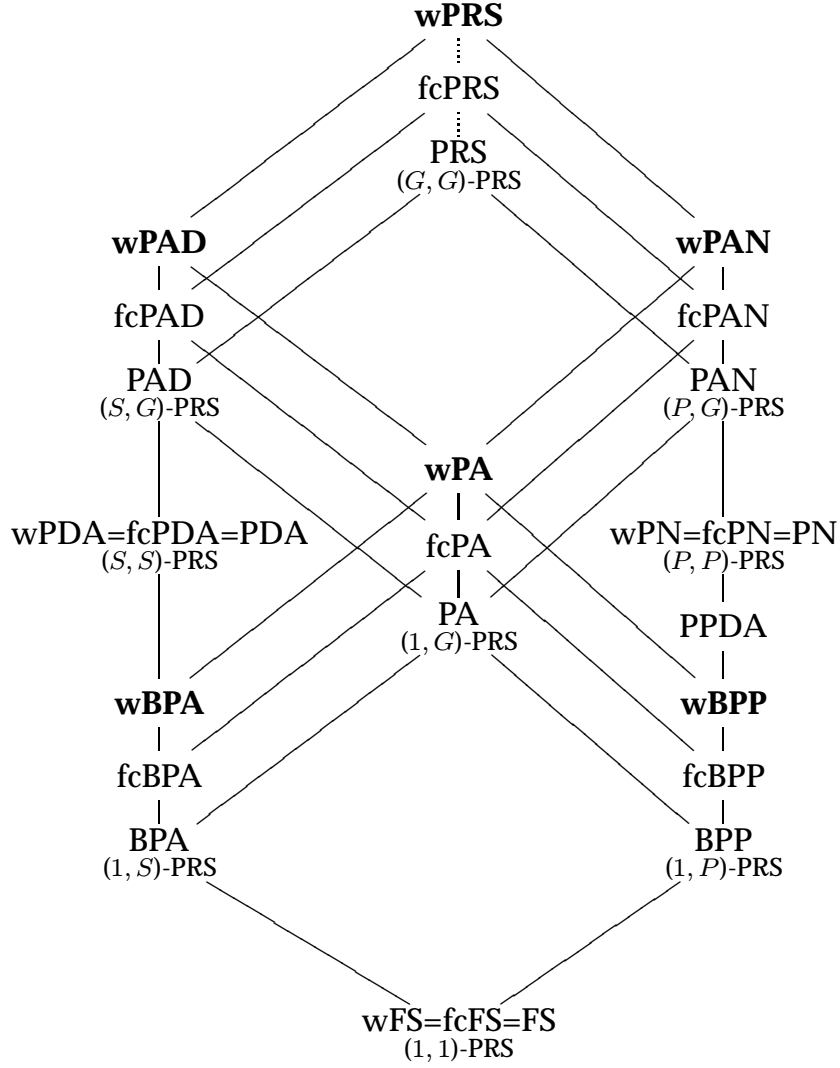 wPRS
fcPRS
PRS
(G, G)-PRS
wPAD
wPAN
fcPAD
fcPAN
PAD
PAN
(S, G)-PRS
(P, G)-PRS
wPA
wPDA=fcPDA=PDA
wPN=fcPN=PN
(S, S)-PRS
fcPA
(P, P)-PRS
PA
PPDA
(1, G)-PRS
wBPA
wBPP
fcBPA
fcBPP
BPA
BPP
(1, S)-PRS
(1, P)-PRS
wFS=fcFS=FS
(1, 1)-PRS